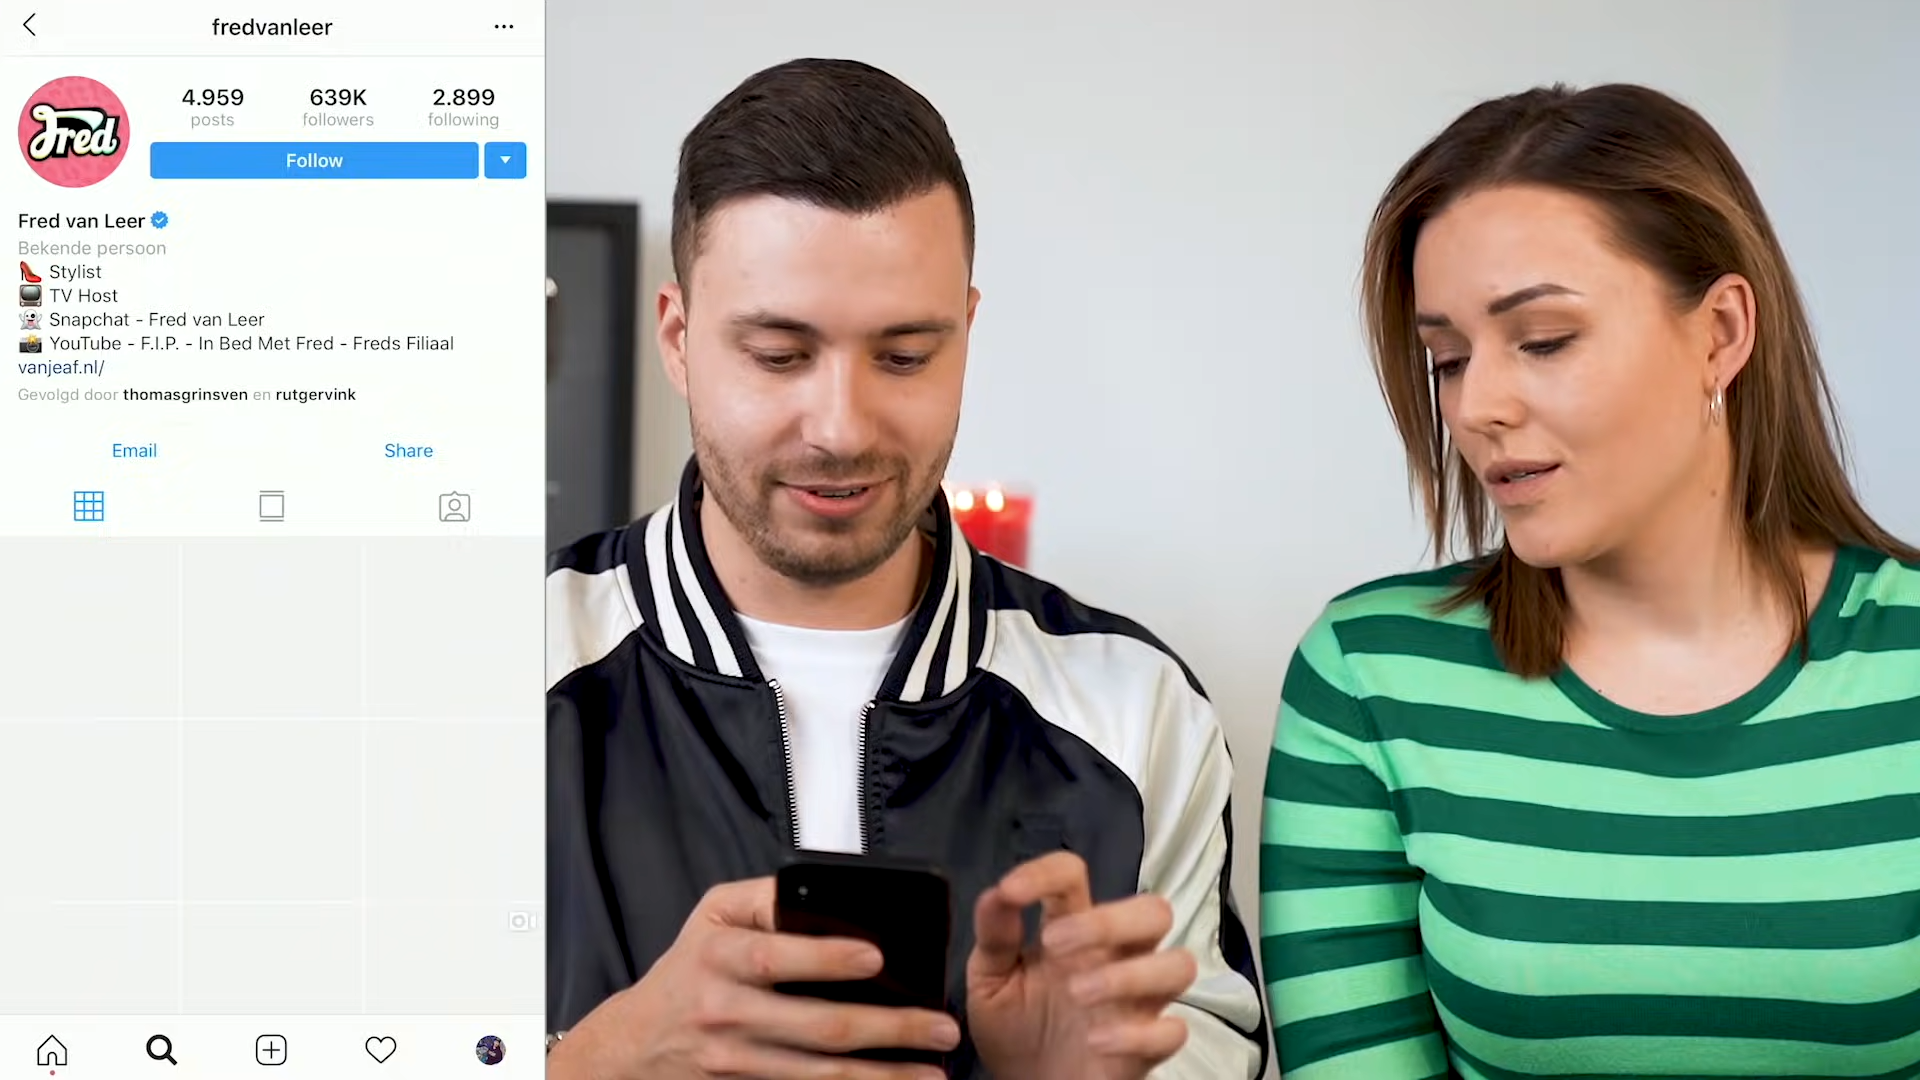 fredvanleer
4.959 639K 2.899
posts followers following
Follow
Fred
Fred van Leer
Bekende persoon
👠 Stylist
📺 TV Host
👻 Snapchat - Fred van Leer
📸 YouTube - F.I.P. - In Bed Met Fred - Freds Filiaal
vanjeaf.nl/
Gevolgd door thomasgrinsven en rutgervink
Email Share